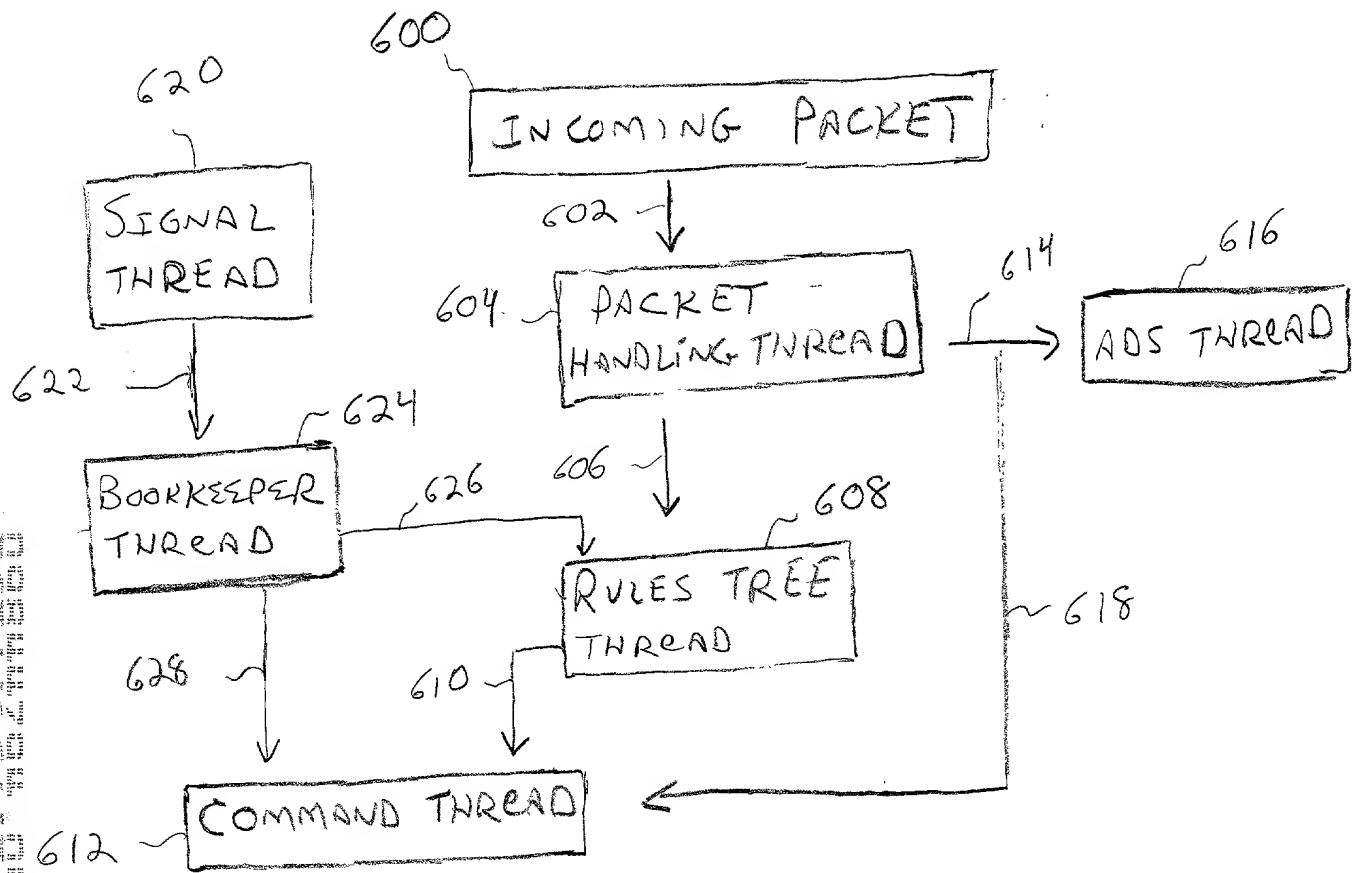 600
620
INCOMING PACKET
SIGNAL
THREAD
602
616
614
604
PACKET
HANDLING THREAD
ADS THREAD
622
624
606
626
608
BOOKKEEPER
THREAD
RULES TREE
THREAD
618
628
610
COMMAND THREAD
612